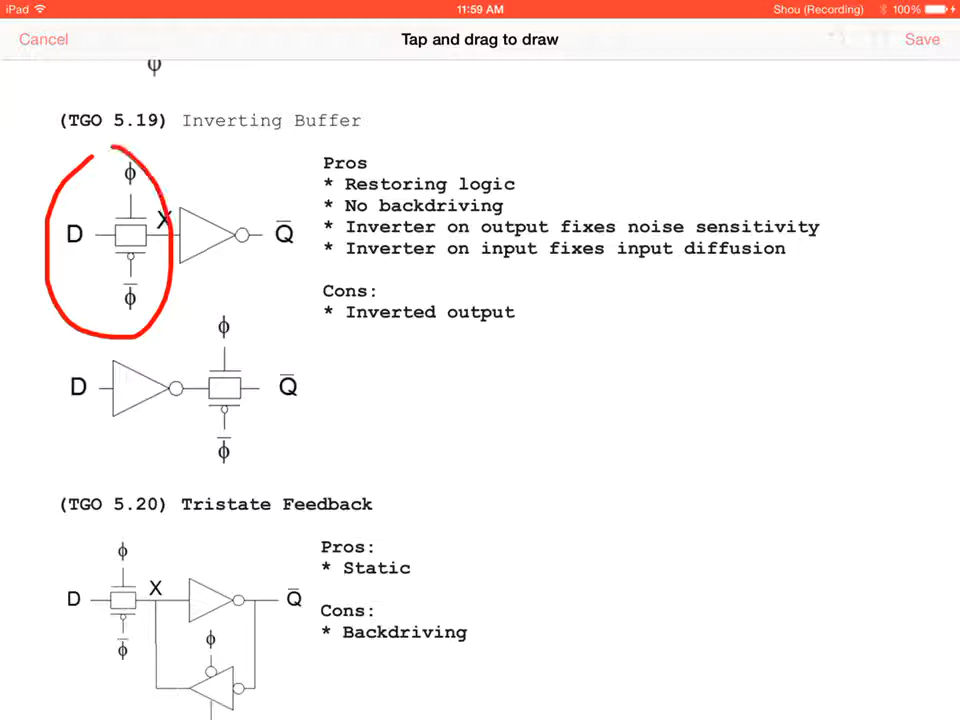 iPad 11:59 AM Shou (Recording) 100%
Cancel Tap and drag to draw Save
φ
(TGO 5.19) Inverting Buffer
φ
D X Q̅
φ̅
Pros
* Restoring logic
* No backdriving
* Inverter on output fixes noise sensitivity
* Inverter on input fixes input diffusion
Cons:
* Inverted output
φ
D Q̅
φ̅
(TGO 5.20) Tristate Feedback
φ
D X Q̅
φ̅
φ
Pros:
* Static
Cons:
* Backdriving